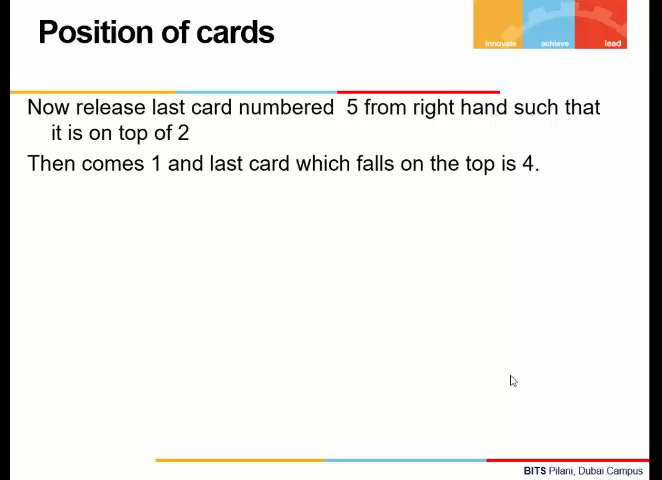 Position of cards
innovate achieve lead
Now release last card numbered 5 from right hand such that
it is on top of 2
Then comes 1 and last card which falls on the top is 4.
BITS Pilani, Dubai Campus